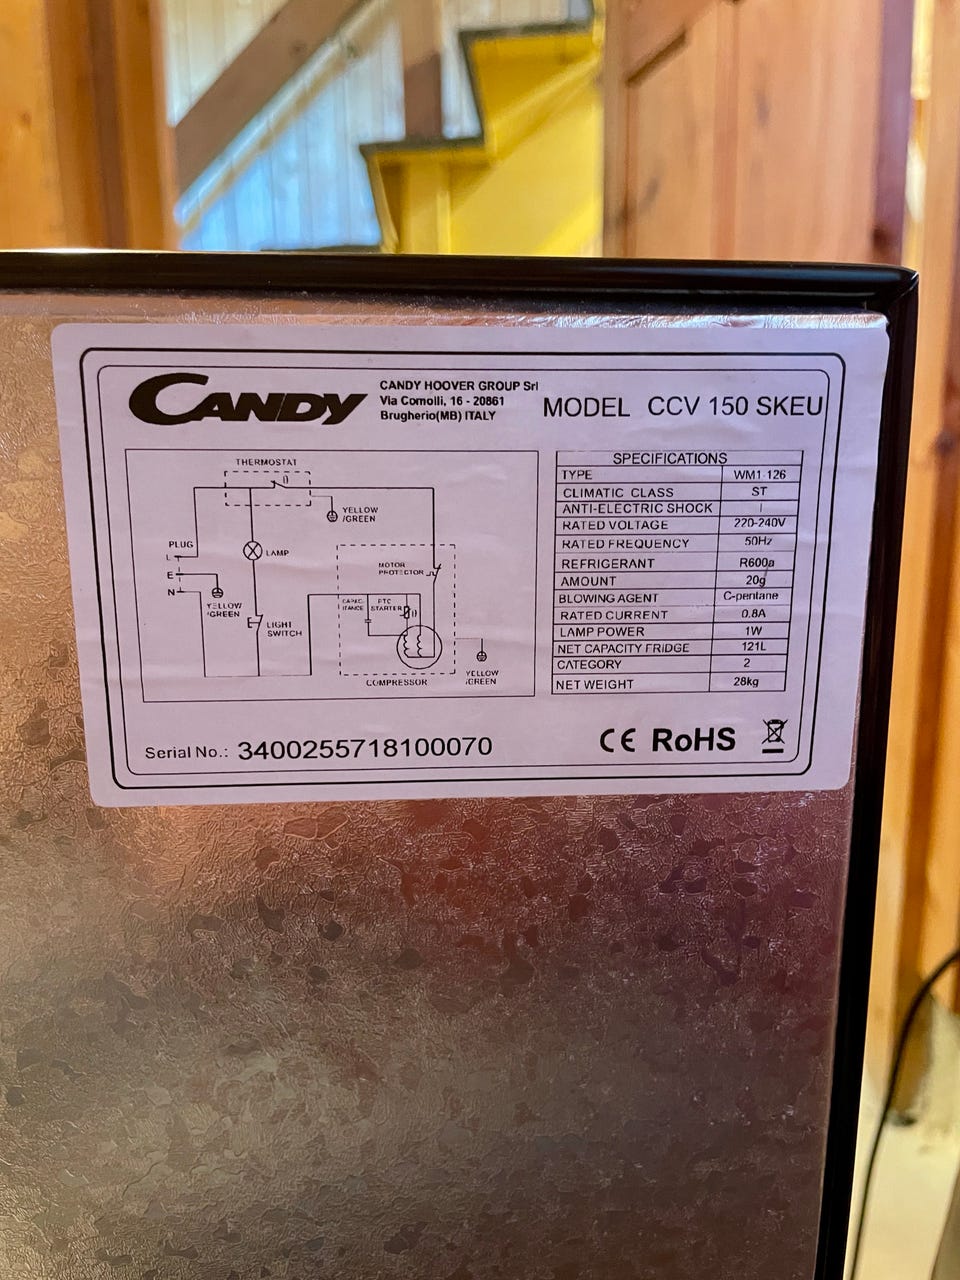 CANDY
CANDY HOOVER GROUP Srl
Via Comolli, 16 - 20861
Brugherio(MB) ITALY
MODEL CCV 150 SKEU
THERMOSTAT
YELLOW
/GREEN
PLUG
L
E
N
LAMP
YELLOW
/GREEN
LIGHT
SWITCH
MOTOR
PROTECTOR
CAPAC-
ITANCE
PTC
STARTER
COMPRESSOR
YELLOW
/GREEN
SPECIFICATIONS
TYPE WM1-126
CLIMATIC CLASS ST
ANTI-ELECTRIC SHOCK I
RATED VOLTAGE 220-240V
RATED FREQUENCY 50Hz
REFRIGERANT R600a
AMOUNT 20g
BLOWING AGENT C-pentane
RATED CURRENT 0.8A
LAMP POWER 1W
NET CAPACITY FRIDGE 121L
CATEGORY 2
NET WEIGHT 28kg
Serial No.: 3400255718100070
CE RoHS